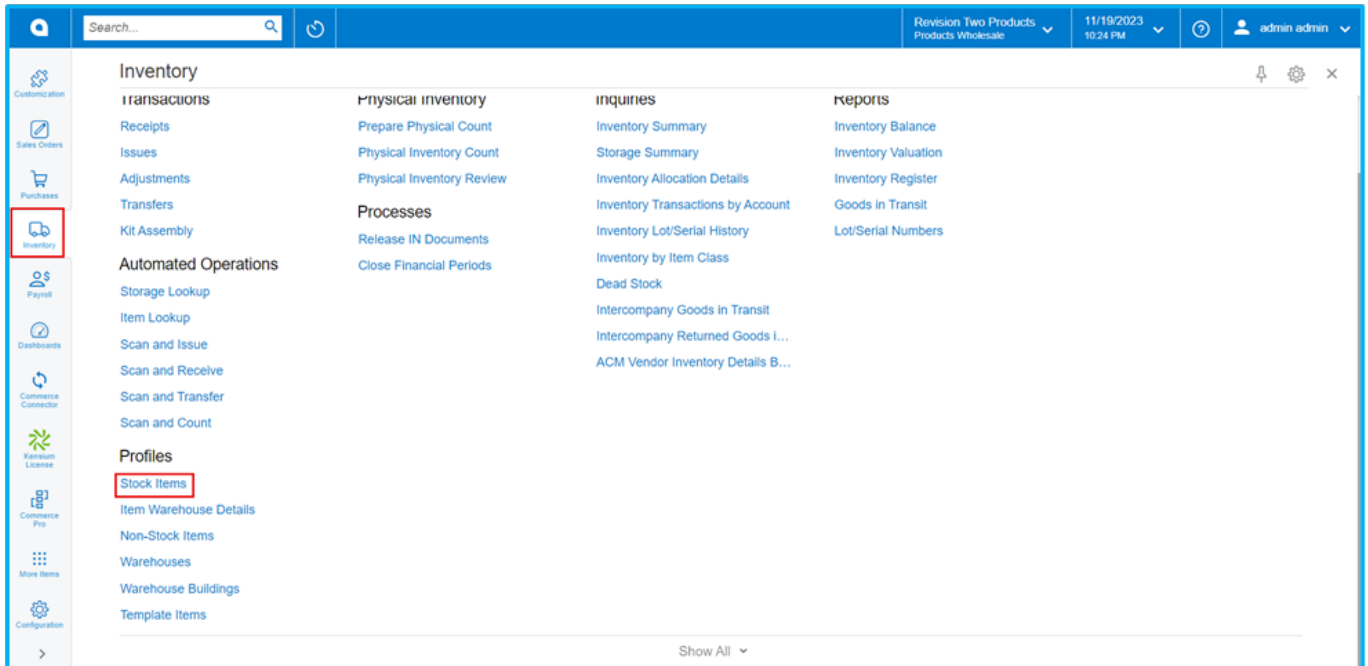 Search...
Revision Two Products
Products Wholesale
11/19/2023
10:24 PM
admin admin
Customization
Sales Orders
Purchases
Inventory
Payroll
Dashboards
Commerce
Connector
Kensium
License
Commerce
Pro
More Items
Configuration
Inventory
Transactions
Receipts
Issues
Adjustments
Transfers
Kit Assembly
Automated Operations
Storage Lookup
Item Lookup
Scan and Issue
Scan and Receive
Scan and Transfer
Scan and Count
Profiles
Stock Items
Item Warehouse Details
Non-Stock Items
Warehouses
Warehouse Buildings
Template Items
Physical Inventory
Prepare Physical Count
Physical Inventory Count
Physical Inventory Review
Processes
Release IN Documents
Close Financial Periods
Inquiries
Inventory Summary
Storage Summary
Inventory Allocation Details
Inventory Transactions by Account
Inventory Lot/Serial History
Inventory by Item Class
Dead Stock
Intercompany Goods in Transit
Intercompany Returned Goods i...
ACM Vendor Inventory Details B...
Reports
Inventory Balance
Inventory Valuation
Inventory Register
Goods in Transit
Lot/Serial Numbers
Show All